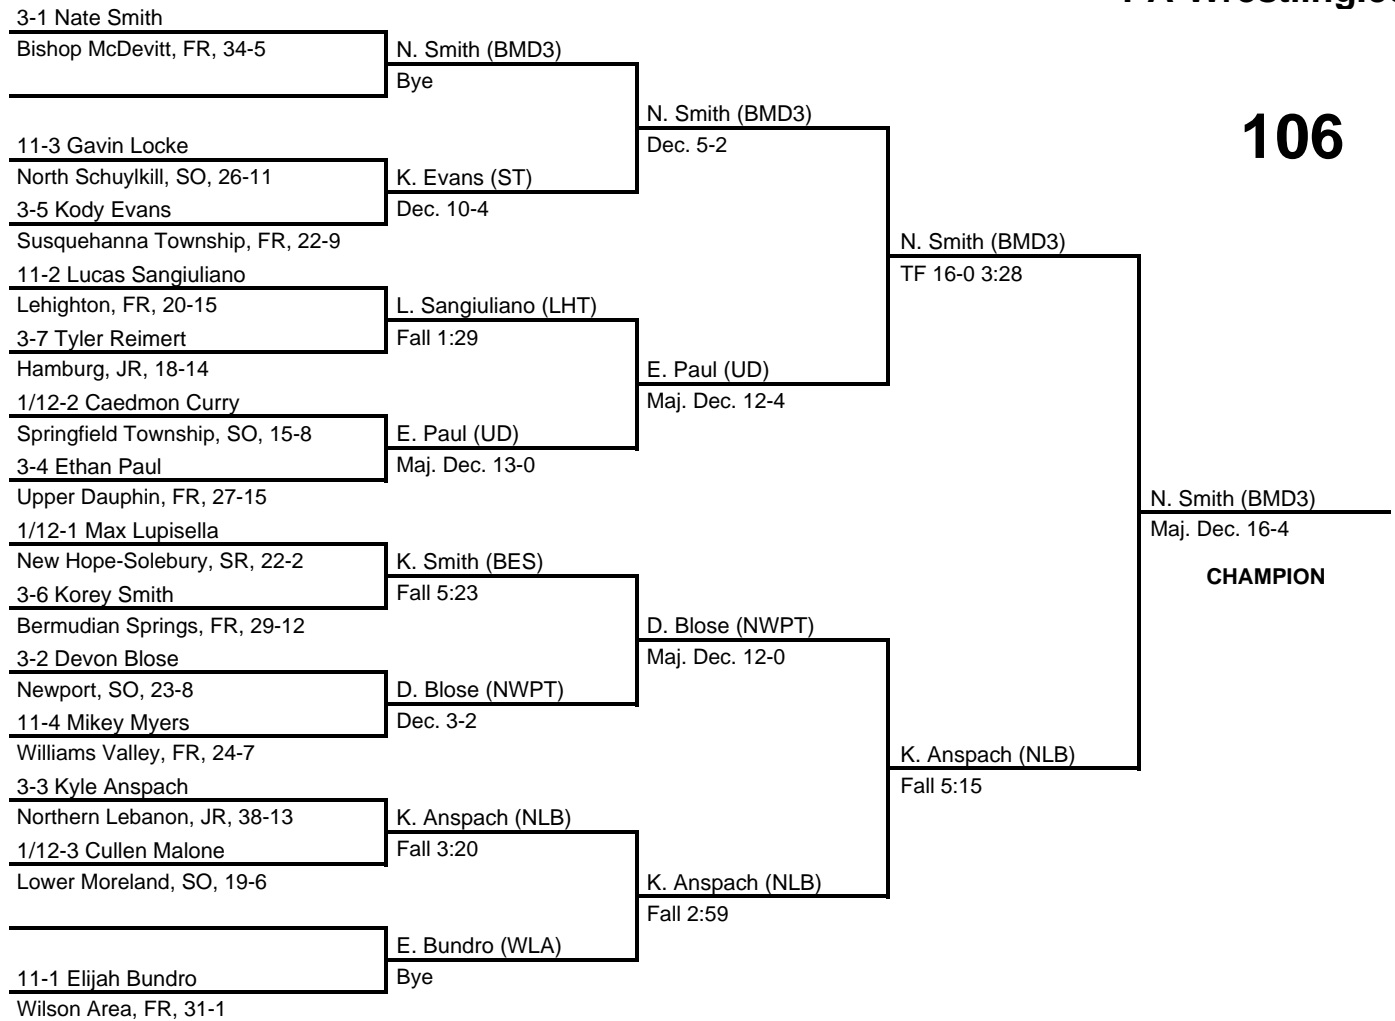 3-1 Nate Smith
Bishop McDevitt, FR, 34-5
11-3 Gavin Locke
North Schuylkill, SO, 26-11
3-5 Kody Evans
Susquehanna Township, FR, 22-9
11-2 Lucas Sangiuliano
Lehighton, FR, 20-15
3-7 Tyler Reimert
Hamburg, JR, 18-14
1/12-2 Caedmon Curry
Springfield Township, SO, 15-8
3-4 Ethan Paul
Upper Dauphin, FR, 27-15
1/12-1 Max Lupisella
New Hope-Solebury, SR, 22-2
3-6 Korey Smith
Bermudian Springs, FR, 29-12
3-2 Devon Blose
Newport, SO, 23-8
11-4 Mikey Myers
Williams Valley, FR, 24-7
3-3 Kyle Anspach
Northern Lebanon, JR, 38-13
1/12-3 Cullen Malone
Lower Moreland, SO, 19-6
11-1 Elijah Bundro
Wilson Area, FR, 31-1
N. Smith (BMD3)
Bye
K. Evans (ST)
Dec. 10-4
L. Sangiuliano (LHT)
Fall 1:29
E. Paul (UD)
Maj. Dec. 13-0
K. Smith (BES)
Fall 5:23
D. Blose (NWPT)
Dec. 3-2
K. Anspach (NLB)
Fall 3:20
E. Bundro (WLA)
Bye
N. Smith (BMD3)
Dec. 5-2
E. Paul (UD)
Maj. Dec. 12-4
D. Blose (NWPT)
Maj. Dec. 12-0
K. Anspach (NLB)
Fall 2:59
N. Smith (BMD3)
TF 16-0 3:28
K. Anspach (NLB)
Fall 5:15
106
N. Smith (BMD3)
Maj. Dec. 16-4
CHAMPION